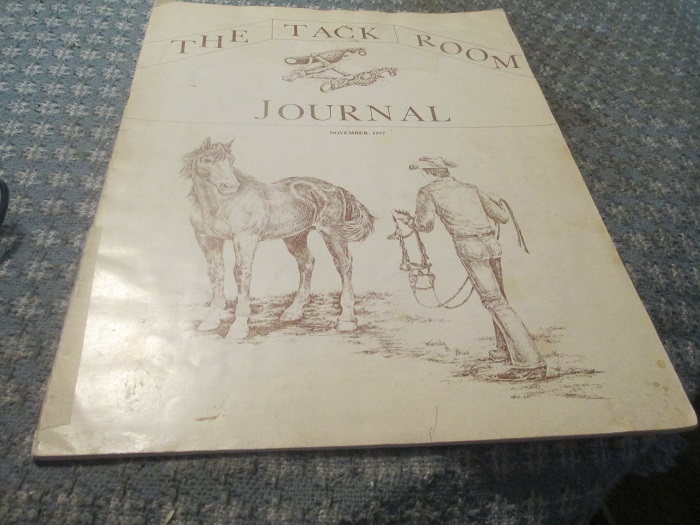 THE TACK ROOM
JOURNAL
NOVEMBER, 1977